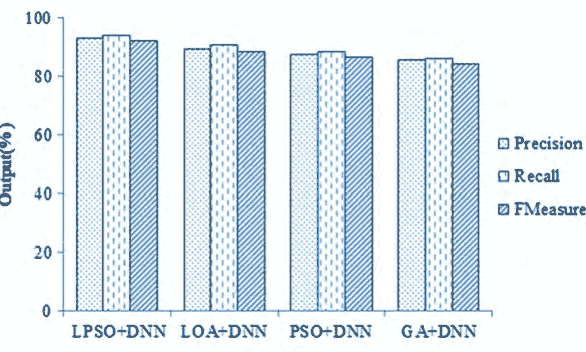 100
80
60
40
20
0
Output(%)
LPSO+DNN LOA+DNN PSO+DNN GA+DNN
Precision
Recall
FMeasure